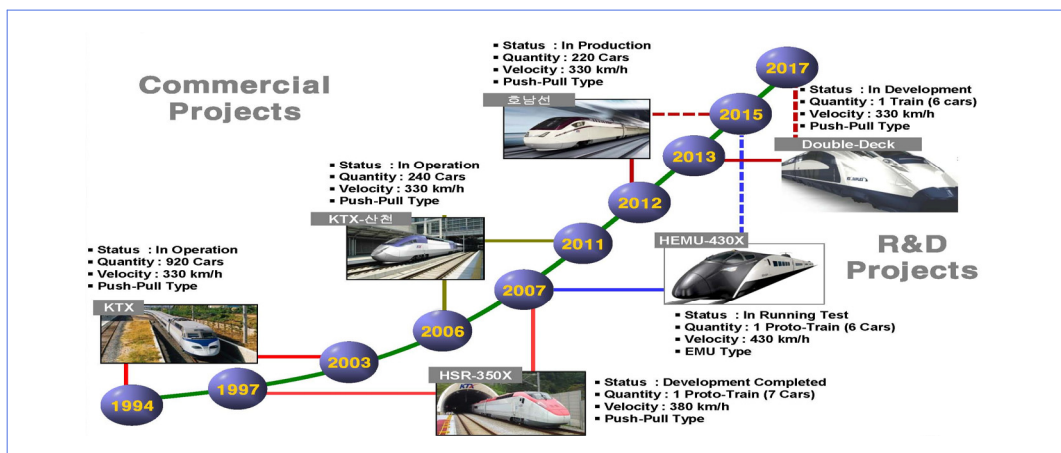 Commercial
Projects
▪ Status : In Production
▪ Quantity : 220 Cars
▪ Velocity : 330 km/h
▪ Push-Pull Type
호남선
▪ Status : In Operation
▪ Quantity : 240 Cars
▪ Velocity : 330 km/h
▪ Push-Pull Type
KTX-산천
▪ Status : In Operation
▪ Quantity : 920 Cars
▪ Velocity : 330 km/h
▪ Push-Pull Type
KTX
1994
1997
2003
2006
2007
2011
2012
2013
2015
2017
▪ Status : In Development
▪ Quantity : 1 Train (6 cars)
▪ Velocity : 330 km/h
▪ Push-Pull Type
Double-Deck
R&D
Projects
HEMU-430X
▪ Status : In Running Test
▪ Quantity : 1 Proto-Train (6 Cars)
▪ Velocity : 430 km/h
▪ EMU Type
HSR-350X
KTX
▪ Status : Development Completed
▪ Quantity : 1 Proto-Train (7 Cars)
▪ Velocity : 380 km/h
▪ Push-Pull Type